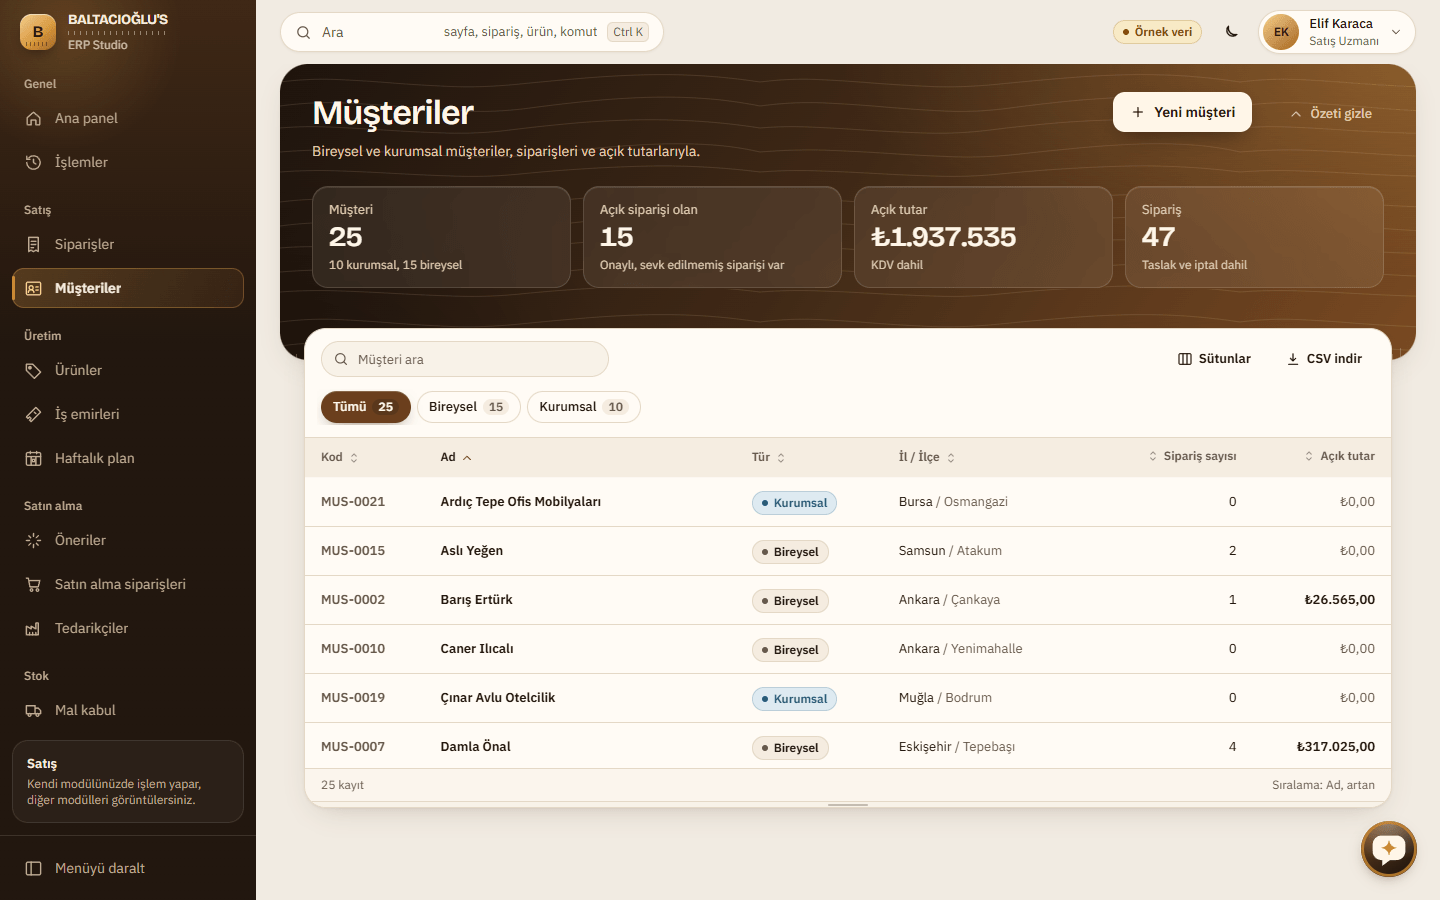 B
BALTACIOĞLU'S
ERP Studio
Genel
Ana panel
İşlemler
Satış
Siparişler
Müşteriler
Üretim
Ürünler
İş emirleri
Haftalık plan
Satın alma
Öneriler
Satın alma siparişleri
Tedarikçiler
Stok
Mal kabul
Satış
Kendi modülünüzde işlem yapar,
diğer modülleri görüntülersiniz.
Menüyü daralt
Ara sayfa, sipariş, ürün, komut Ctrl K
Örnek veri
EK
Elif Karaca
Satış Uzmanı
Müşteriler
Yeni müşteri
Özeti gizle
Bireysel ve kurumsal müşteriler, siparişleri ve açık tutarlarıyla.
Müşteri
25
10 kurumsal, 15 bireysel
Açık siparişi olan
15
Onaylı, sevk edilmemiş siparişi var
Açık tutar
₺1.937.535
KDV dahil
Sipariş
47
Taslak ve iptal dahil
Müşteri ara
Sütunlar
CSV indir
Tümü 25
Bireysel 15
Kurumsal 10
Kod Ad Tür İl / İlçe Sipariş sayısı Açık tutar
MUS-0021 Ardıç Tepe Ofis Mobilyaları Kurumsal Bursa / Osmangazi 0 ₺0,00
MUS-0015 Aslı Yeğen Bireysel Samsun / Atakum 2 ₺0,00
MUS-0002 Barış Ertürk Bireysel Ankara / Çankaya 1 ₺26.565,00
MUS-0010 Caner Ilıcalı Bireysel Ankara / Yenimahalle 0 ₺0,00
MUS-0019 Çınar Avlu Otelcilik Kurumsal Muğla / Bodrum 0 ₺0,00
MUS-0007 Damla Önal Bireysel Eskişehir / Tepebaşı 4 ₺317.025,00
25 kayıt
Sıralama: Ad, artan